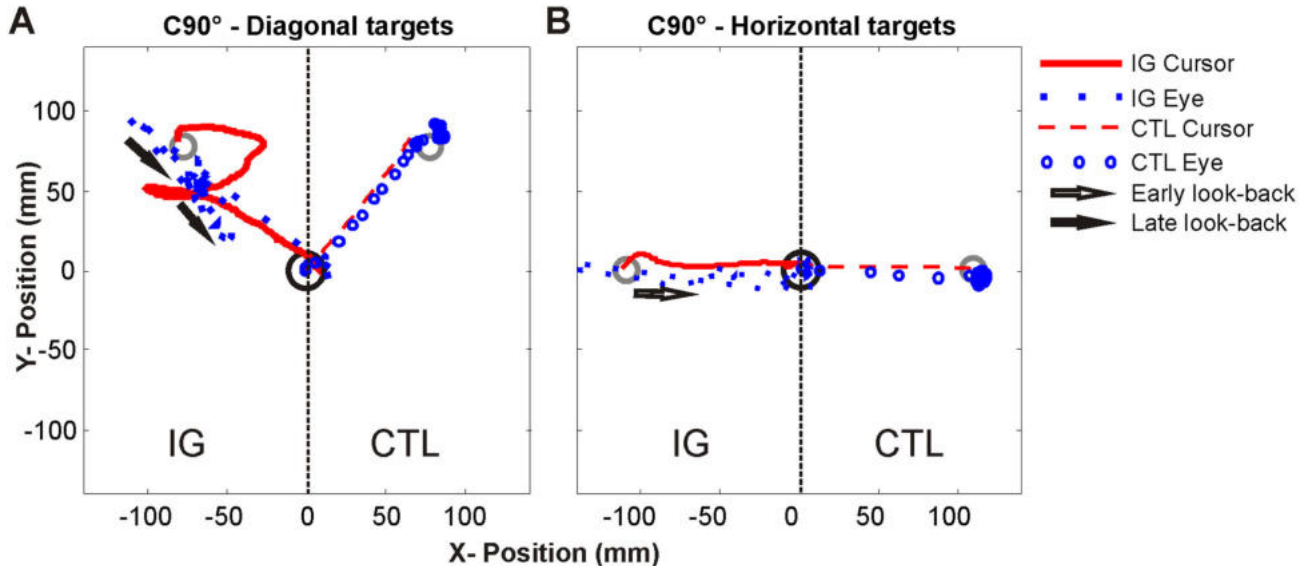 A
C90° - Diagonal targets
B
C90° - Horizontal targets
IG Cursor
IG Eye
CTL Cursor
CTL Eye
Early look-back
Late look-back
Y- Position (mm)
100
50
0
-50
-100
IG
CTL
IG
CTL
-100
-50
0
50
100
-100
-50
0
50
100
X- Position (mm)